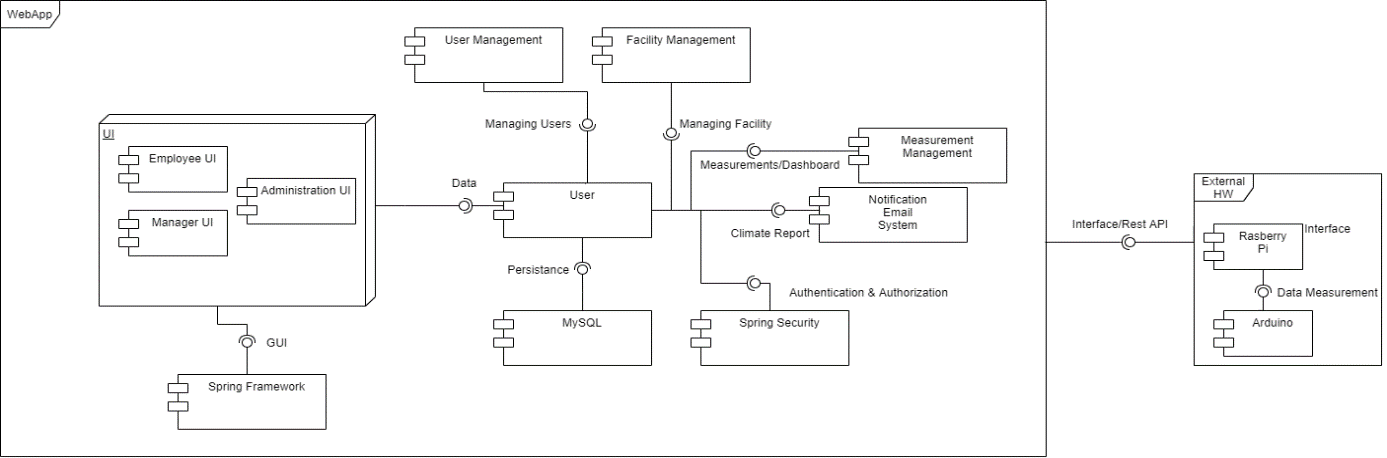 WebApp
User Management
Facility Management
Managing Users
Managing Facility
UI
Employee UI
Administration UI
Manager UI
Data
User
Measurements/Dashboard
Measurement
Management
Notification
Email
System
Climate Report
Persistance
MySQL
Authentication & Authorization
Spring Security
GUI
Spring Framework
Interface/Rest API
External
HW
Rasberry
Pi
Interface
Data Measurement
Arduino